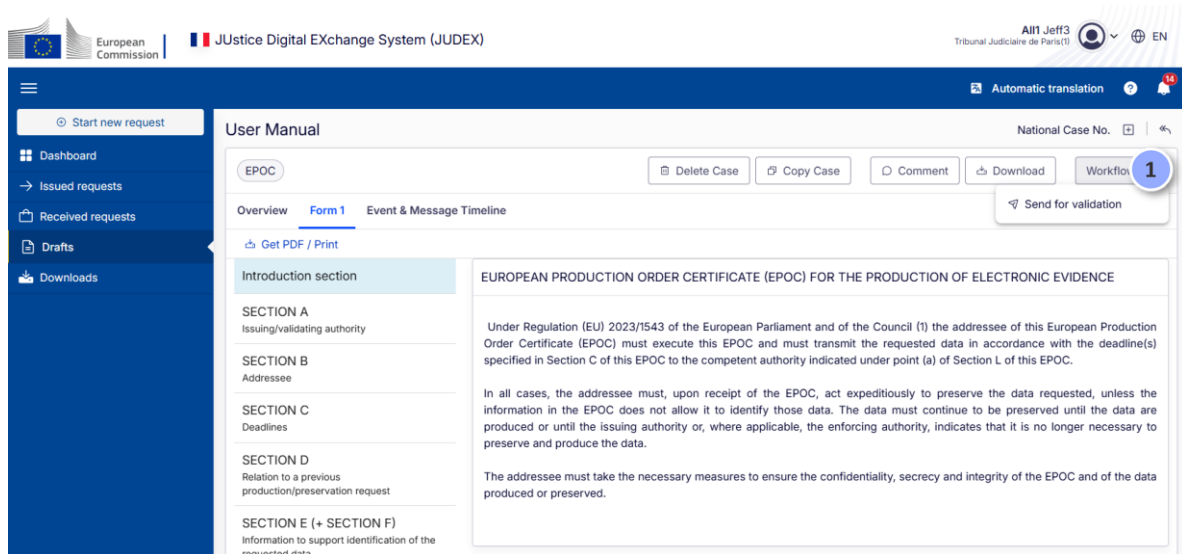 European
Commission
JUstice Digital EXchange System (JUDEX)
All1 Jeff3
Tribunal Judiciaire de Paris(1)
EN
Automatic translation
?
14
Start new request
Dashboard
Issued requests
Received requests
Drafts
Downloads
User Manual
National Case No.
EPOC
Delete Case
Copy Case
Comment
Download
1
Send for validation
Overview Form 1 Event & Message Timeline
Get PDF / Print
Introduction section
SECTION A
Issuing/validating authority
SECTION B
Addressee
SECTION C
Deadlines
SECTION D
Relation to a previous
production/preservation request
SECTION E (+ SECTION F)
Information to support identification of the
requested data
EUROPEAN PRODUCTION ORDER CERTIFICATE (EPOC) FOR THE PRODUCTION OF ELECTRONIC EVIDENCE
Under Regulation (EU) 2023/1543 of the European Parliament and of the Council (1) the addressee of this European Production
Order Certificate (EPOC) must execute this EPOC and must transmit the requested data in accordance with the deadline(s)
specified in Section C of this EPOC to the competent authority indicated under point (a) of Section L of this EPOC.
In all cases, the addressee must, upon receipt of the EPOC, act expeditiously to preserve the data requested, unless the
information in the EPOC does not allow it to identify those data. The data must continue to be preserved until the data are
produced or until the issuing authority or, where applicable, the enforcing authority, indicates that it is no longer necessary to
preserve and produce the data.
The addressee must take the necessary measures to ensure the confidentiality, secrecy and integrity of the EPOC and of the data
produced or preserved.